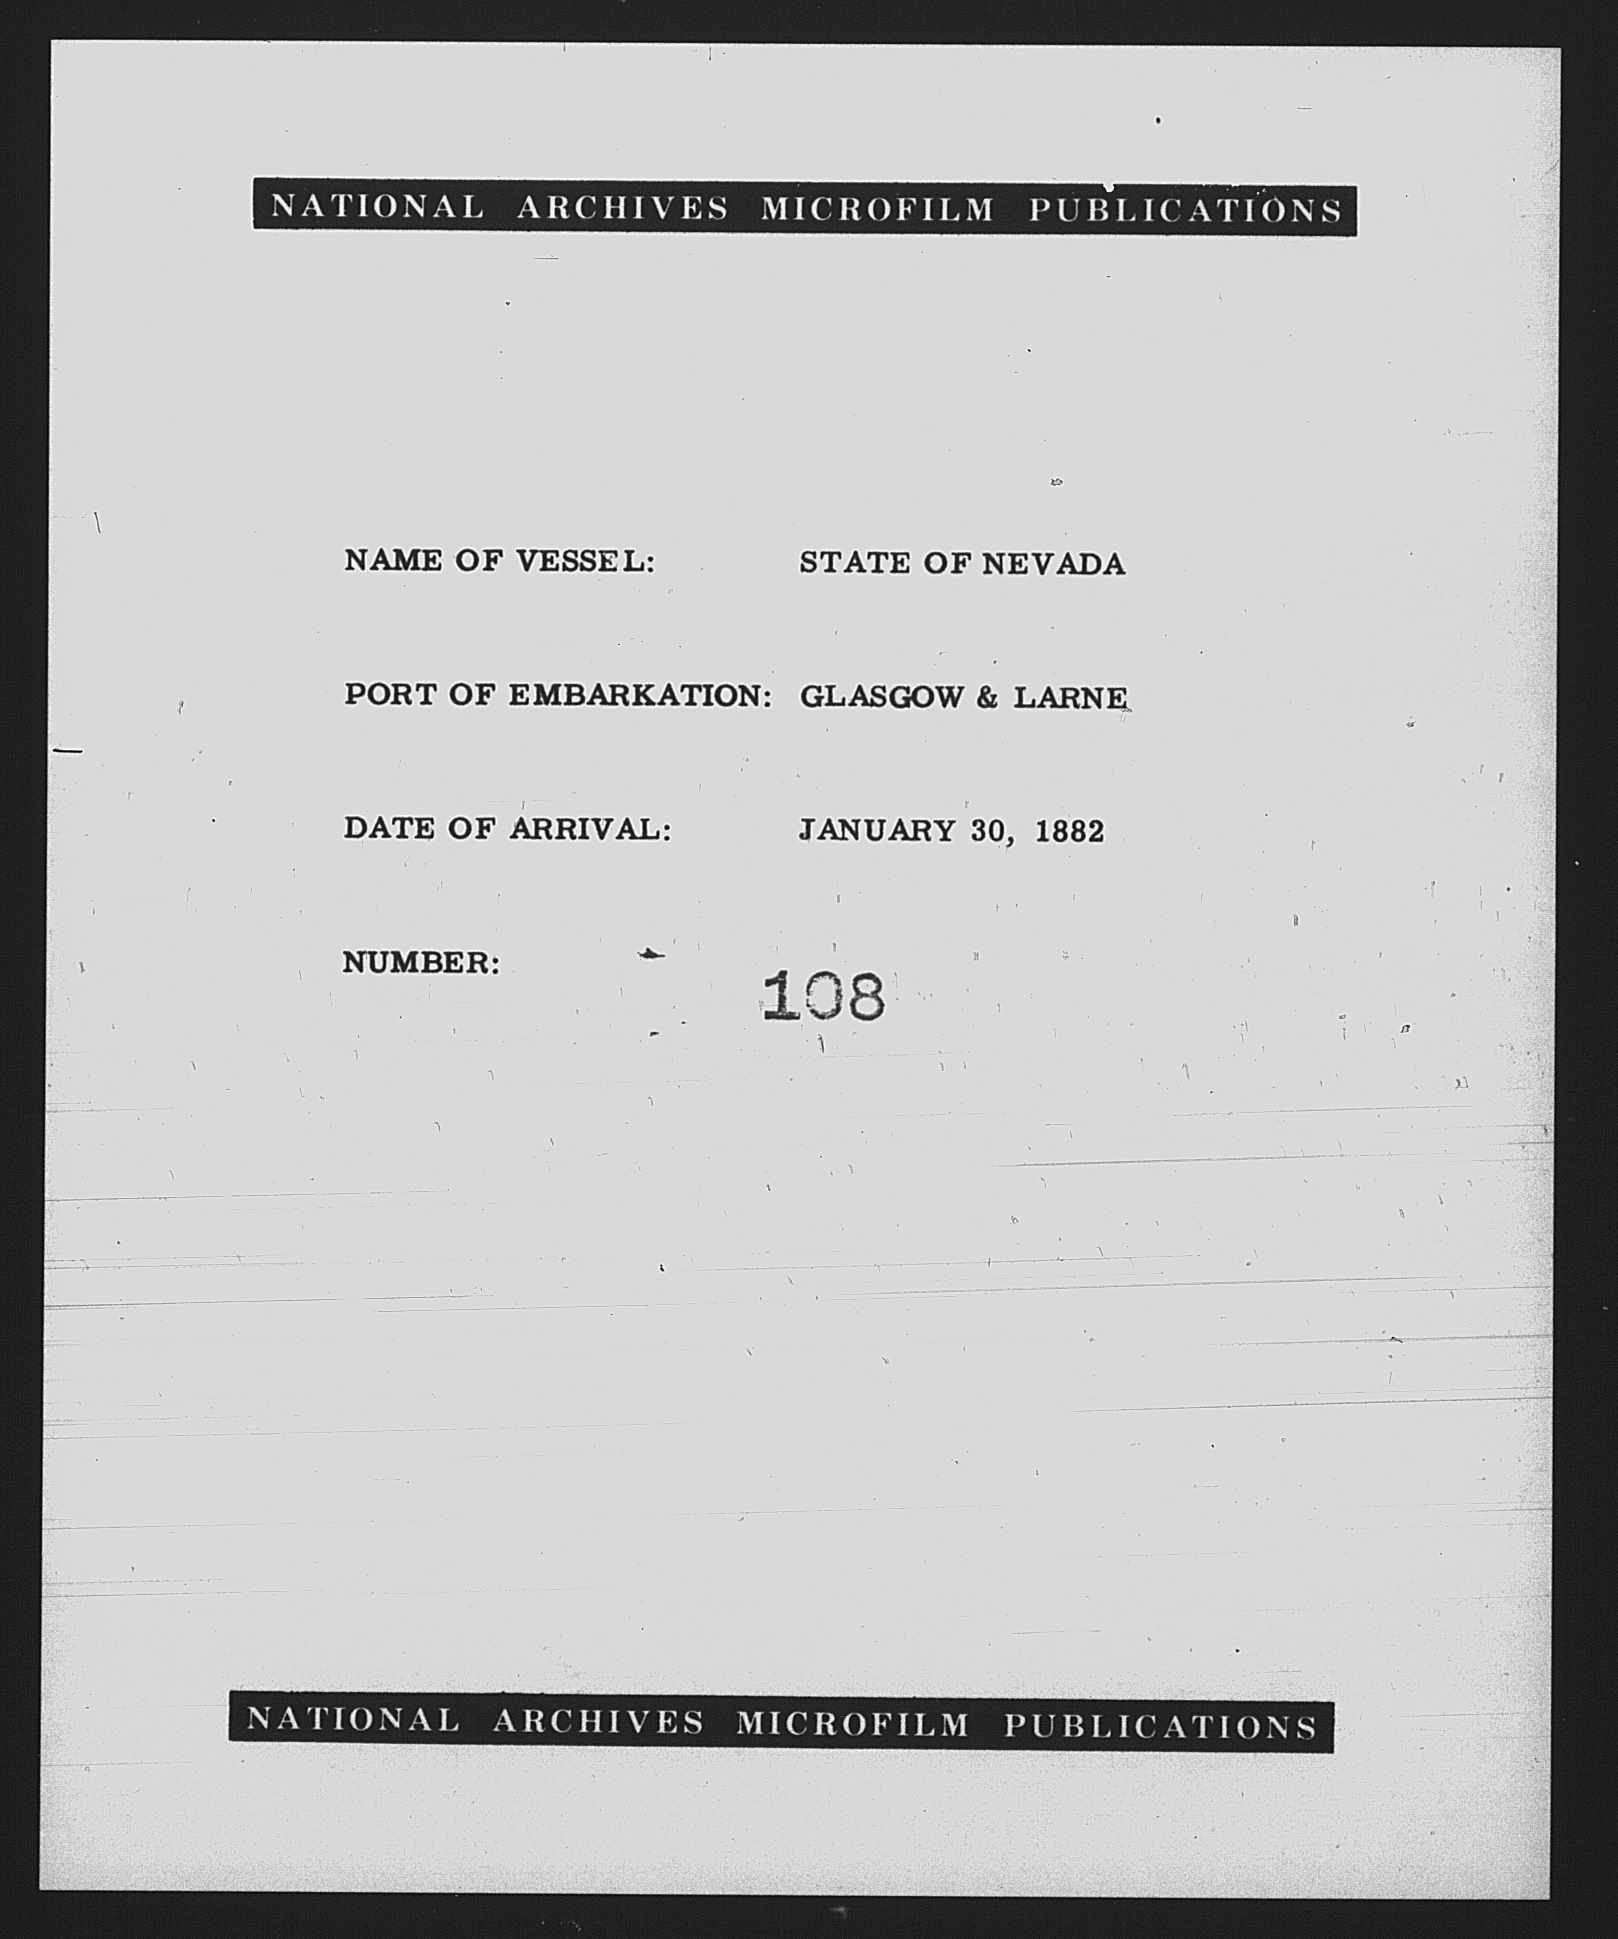 NATIONAL ARCHIVES MICROFILM PUBLICATIONS
NAME OF VESSEL: STATE OF NEVADA
PORT OF EMBARKATION: GLASGOW & LARNE
DATE OF ARRIVAL: JANUARY 30, 1882
NUMBER: 108
NATIONAL ARCHIVES MICROFILM PUBLICATIONS